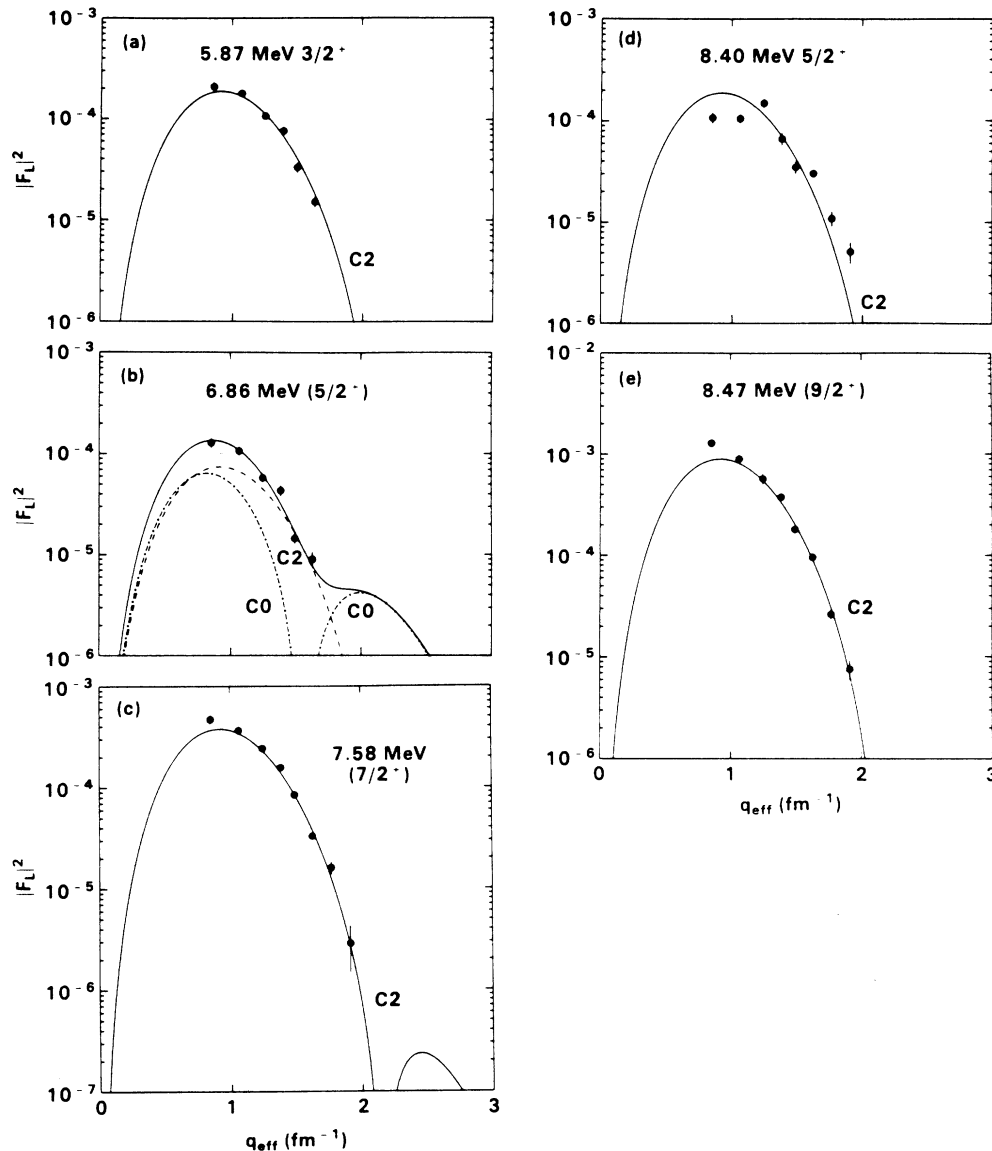 (a)
5.87 MeV 3/2⁺
10⁻³
10⁻⁴
10⁻⁵
10⁻⁶
|F_L|²
C2
(b)
6.86 MeV (5/2⁺)
10⁻³
10⁻⁴
10⁻⁵
10⁻⁶
|F_L|²
C2
C0
C0
(c)
7.58 MeV
(7/2⁺)
10⁻³
10⁻⁴
10⁻⁵
10⁻⁶
10⁻⁷
|F_L|²
C2
0 1 2 3
q_eff (fm⁻¹)
(d)
8.40 MeV 5/2⁺
10⁻³
10⁻⁴
10⁻⁵
10⁻⁶
C2
(e)
8.47 MeV (9/2⁺)
10⁻²
10⁻³
10⁻⁴
10⁻⁵
10⁻⁶
C2
0 1 2 3
q_eff (fm⁻¹)